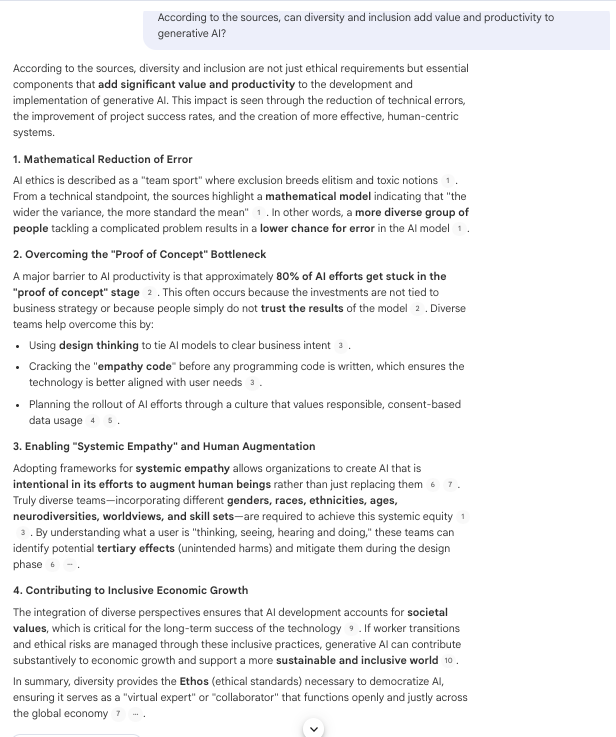 According to the sources, can diversity and inclusion add value and productivity to
generative AI?
According to the sources, diversity and inclusion are not just ethical requirements but essential
components that add significant value and productivity to the development and
implementation of generative AI. This impact is seen through the reduction of technical errors,
the improvement of project success rates, and the creation of more effective, human-centric
systems.
1. Mathematical Reduction of Error
AI ethics is described as a "team sport" where exclusion breeds elitism and toxic notions 1 .
From a technical standpoint, the sources highlight a mathematical model indicating that "the
wider the variance, the more standard the mean" 1 . In other words, a more diverse group of
people tackling a complicated problem results in a lower chance for error in the AI model 1 .
2. Overcoming the "Proof of Concept" Bottleneck
A major barrier to AI productivity is that approximately 80% of AI efforts get stuck in the
"proof of concept" stage 2 . This often occurs because the investments are not tied to
business strategy or because people simply do not trust the results of the model 2 . Diverse
teams help overcome this by:
• Using design thinking to tie AI models to clear business intent 3 .
• Cracking the "empathy code" before any programming code is written, which ensures the
technology is better aligned with user needs 3 .
• Planning the rollout of AI efforts through a culture that values responsible, consent-based
data usage 4 5 .
3. Enabling "Systemic Empathy" and Human Augmentation
Adopting frameworks for systemic empathy allows organizations to create AI that is
intentional in its efforts to augment human beings rather than just replacing them 6 7 .
Truly diverse teams—incorporating different genders, races, ethnicities, ages,
neurodiversities, worldviews, and skill sets—are required to achieve this systemic equity 1
3 . By understanding what a user is "thinking, seeing, hearing and doing," these teams can
identify potential tertiary effects (unintended harms) and mitigate them during the design
phase 6 ... .
4. Contributing to Inclusive Economic Growth
The integration of diverse perspectives ensures that AI development accounts for societal
values, which is critical for the long-term success of the technology 9 . If worker transitions
and ethical risks are managed through these inclusive practices, generative AI can contribute
substantively to economic growth and support a more sustainable and inclusive world 10 .
In summary, diversity provides the Ethos (ethical standards) necessary to democratize AI,
ensuring it serves as a "virtual expert" or "collaborator" that functions openly and justly across
the global economy 7 ... .